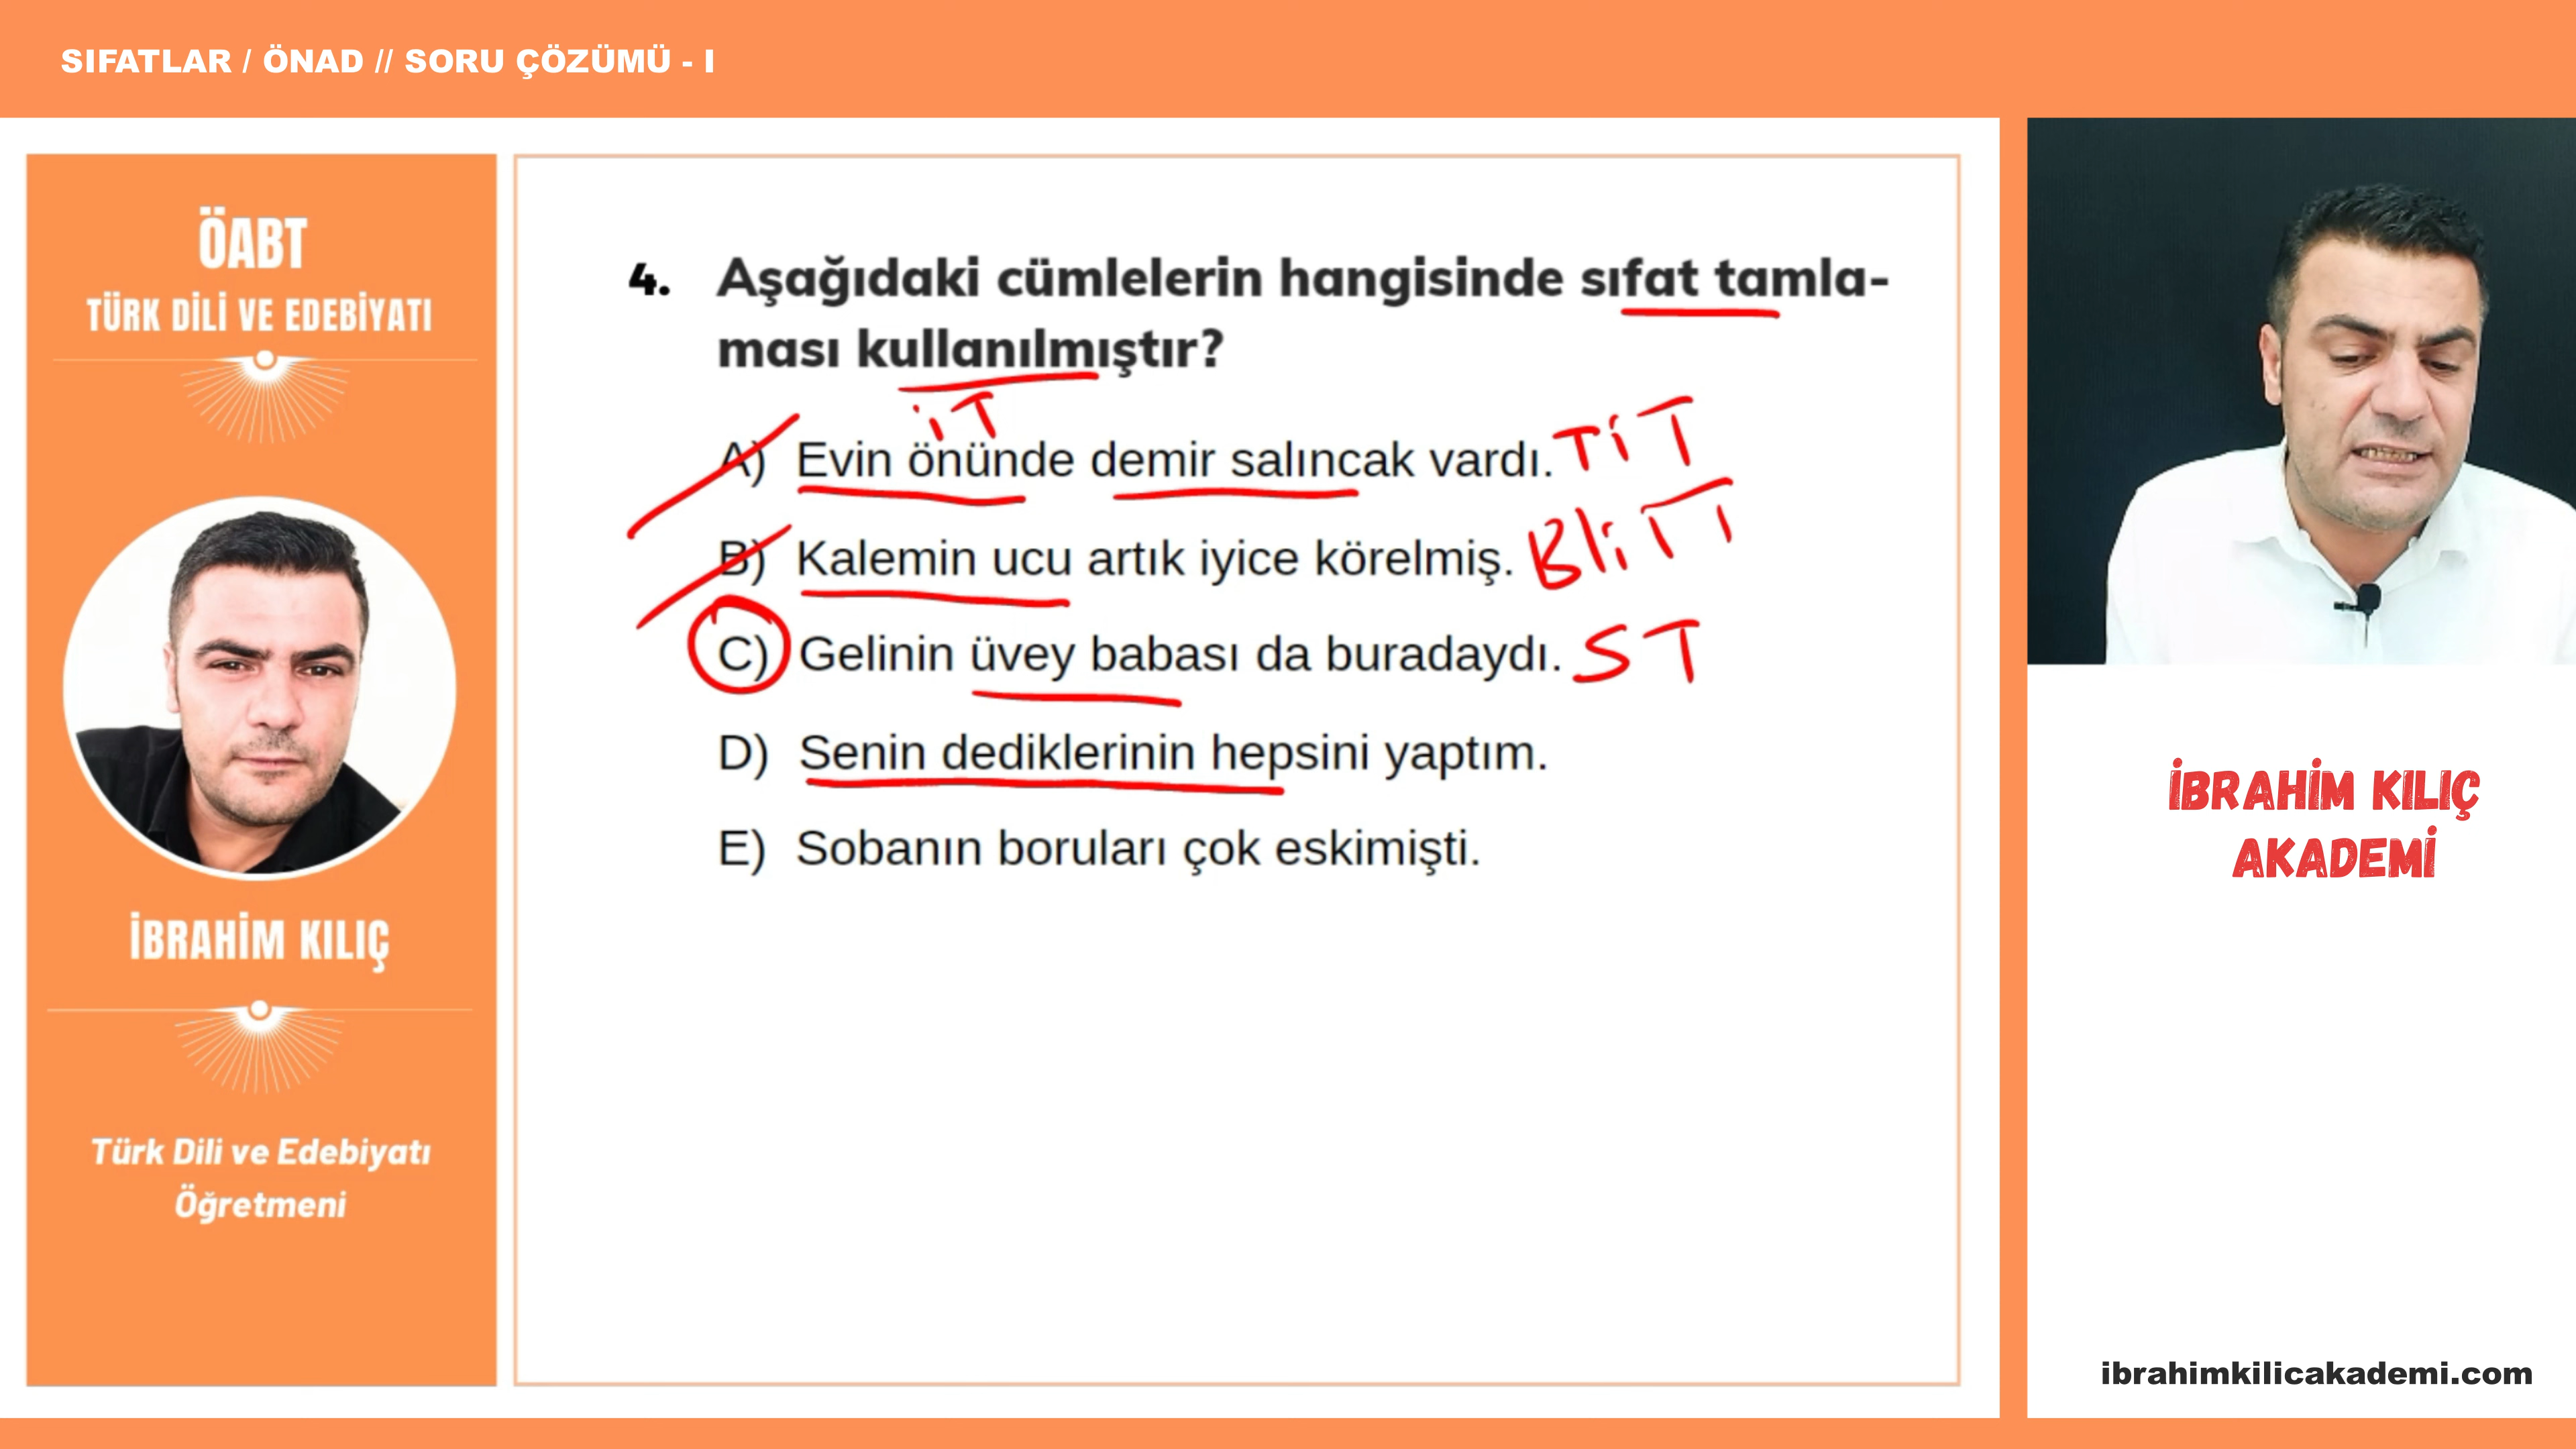 SIFATLAR / ÖNAD // SORU ÇÖZÜMÜ - I
ÖABT
TÜRK DİLİ VE EDEBİYATI
İBRAHİM KILIÇ
Türk Dili ve Edebiyatı
Öğretmeni
4. Aşağıdaki cümlelerin hangisinde sıfat tamla-
ması kullanılmıştır?
İT
A) Evin önünde demir salıncak vardı. TİT
B) Kalemin ucu artık iyice körelmiş. BliTT
C) Gelinin üvey babası da buradaydı. ST
D) Senin dediklerinin hepsini yaptım.
E) Sobanın boruları çok eskimişti.
İBRAHİM KILIÇ
AKADEMİ
ibrahimkilicakademi.com